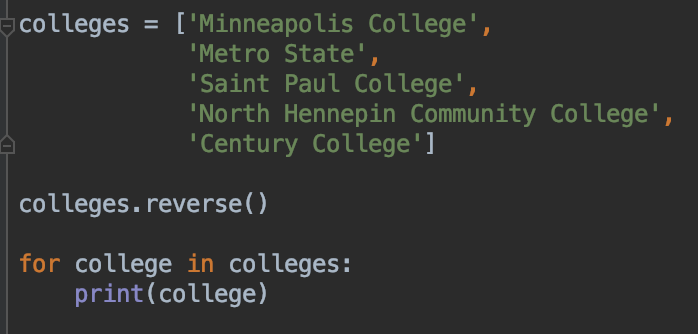 colleges = ['Minneapolis College',
            'Metro State',
            'Saint Paul College',
            'North Hennepin Community College',
            'Century College']
colleges.reverse()
for college in colleges:
    print(college)